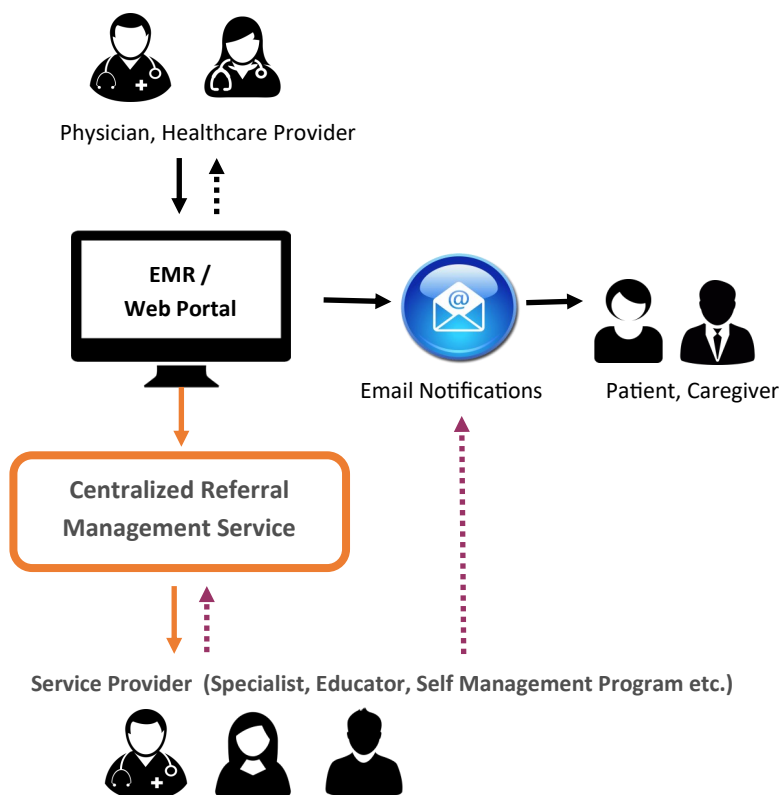 Physician, Healthcare Provider
EMR /
Web Portal
@
Email Notifications
Patient, Caregiver
Centralized Referral
Management Service
Service Provider (Specialist, Educator, Self Management Program etc.)